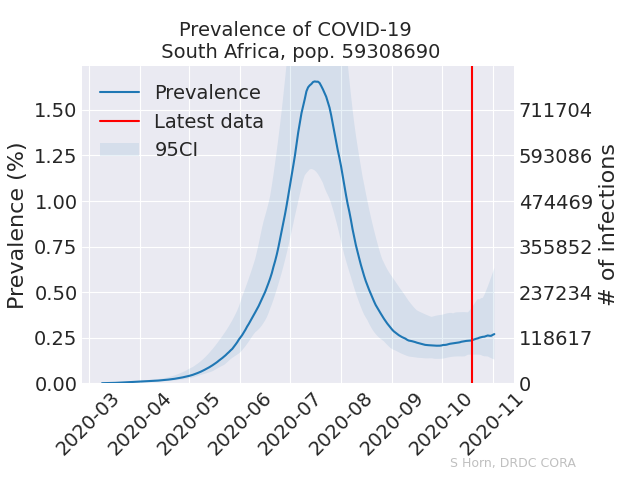 Prevalence of COVID-19
South Africa, pop. 59308690
Prevalence
Latest data
95CI
Prevalence (%)
1.50
1.25
1.00
0.75
0.50
0.25
0.00
711704
593086
474469
355852
237234
118617
0
# of infections
2020-03
2020-04
2020-05
2020-06
2020-07
2020-08
2020-09
2020-10
2020-11
S Horn, DRDC CORA